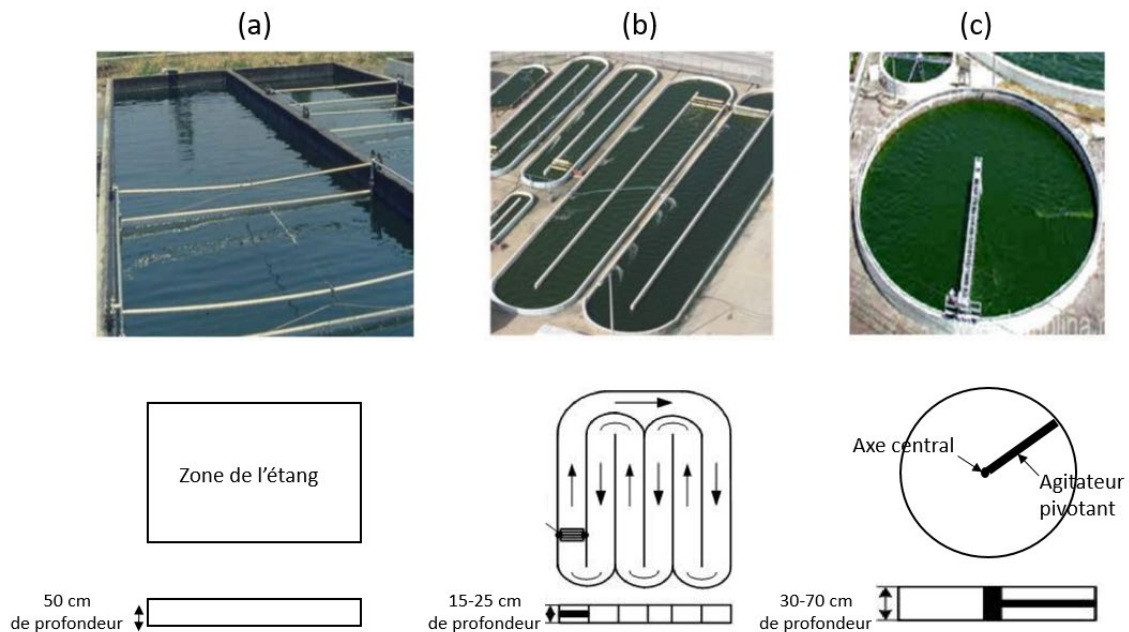 (a)
(b)
(c)
Zone de l’étang
50 cm
de profondeur
15-25 cm
de profondeur
Axe central
Agitateur
pivotant
30-70 cm
de profondeur